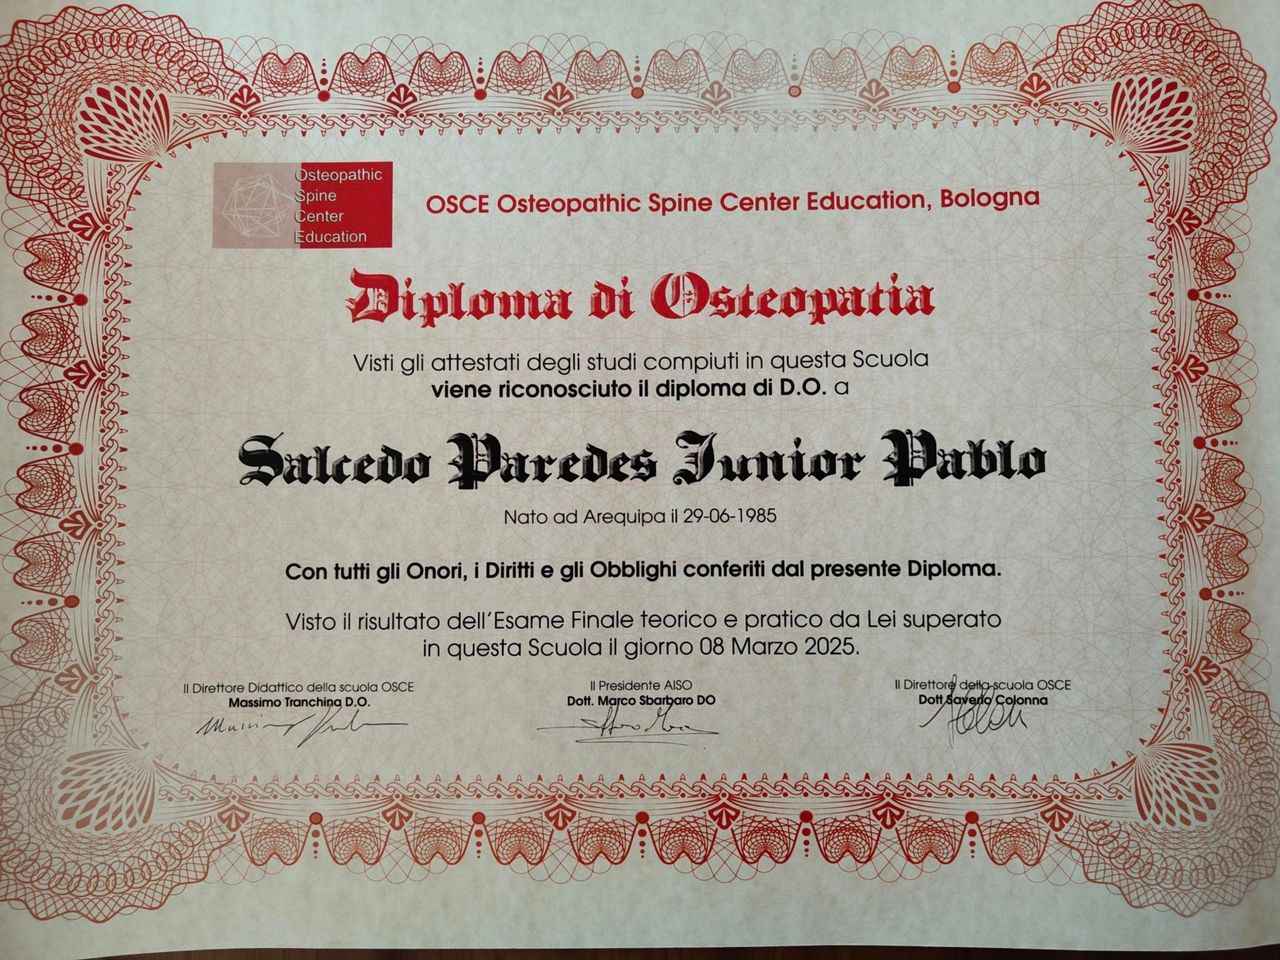 Osteopathic
Spine
Center
Education
OSCE Osteopathic Spine Center Education, Bologna
Diploma di Osteopatia
Visti gli attestati degli studi compiuti in questa Scuola
viene riconosciuto il diploma di D.O. a
Salcedo Paredes Junior Pablo
Nato ad Arequipa il 29-06-1985
Con tutti gli Onori, i Diritti e gli Obblighi conferiti dal presente Diploma.
Visto il risultato dell'Esame Finale teorico e pratico da Lei superato
in questa Scuola il giorno 08 Marzo 2025.
Il Direttore Didattico della scuola OSCE
Massimo Tranchina D.O.
Il Presidente AISO
Dott. Marco Sbarbaro DO
Il Direttore della scuola OSCE
Dott Saverio Colonna